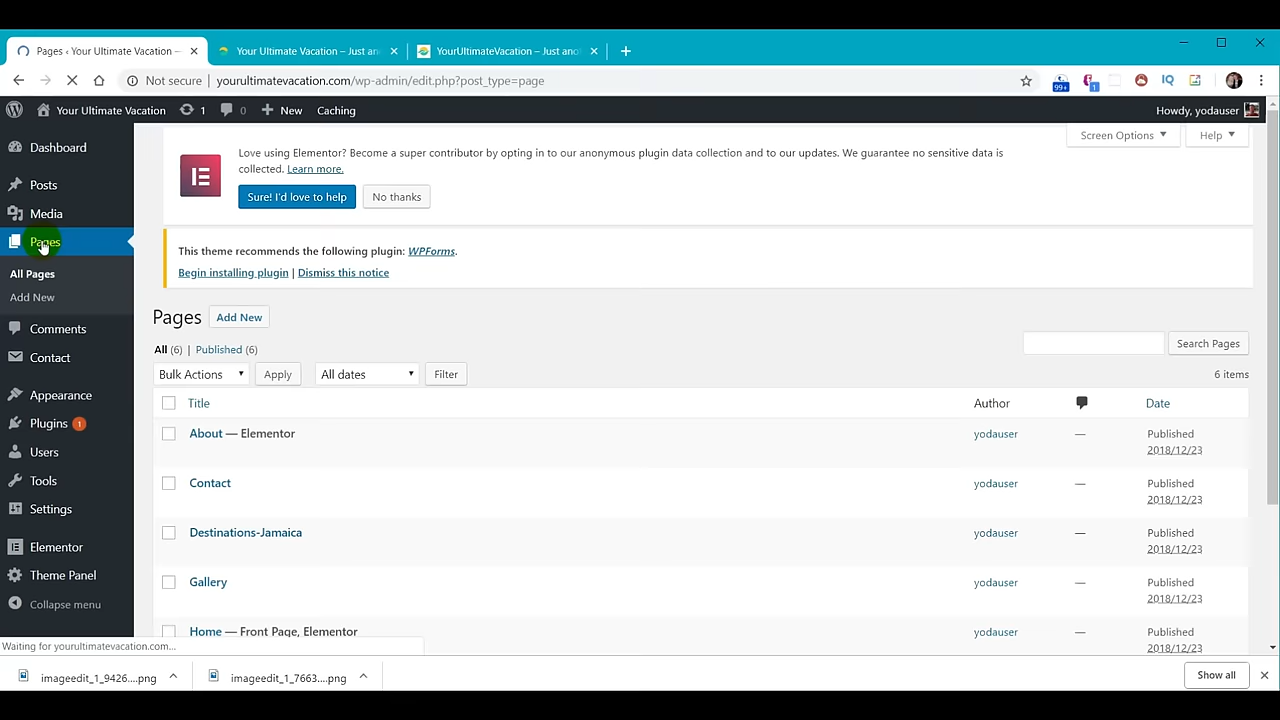 Pages ‹ Your Ultimate Vacation –
Your Ultimate Vacation – Just an
YourUltimateVacation – Just ano
Not secure | yourultimatevacation.com/wp-admin/edit.php?post_type=page
99+
1
IQ
Your Ultimate Vacation 1 0 New Caching
Howdy, yodauser
Screen Options
Help
Dashboard
Posts
Media
Pages
All Pages
Add New
Comments
Contact
Appearance
Plugins 1
Users
Tools
Settings
Elementor
Theme Panel
Collapse menu
Love using Elementor? Become a super contributor by opting in to our anonymous plugin data collection and to our updates. We guarantee no sensitive data is
collected. Learn more.
Sure! I'd love to help
No thanks
This theme recommends the following plugin: WPForms.
Begin installing plugin | Dismiss this notice
Pages Add New
All (6) | Published (6)
Search Pages
Bulk Actions Apply All dates Filter
6 items
Title Author Date
About — Elementor yodauser — Published
2018/12/23
Contact yodauser — Published
2018/12/23
Destinations-Jamaica yodauser — Published
2018/12/23
Gallery yodauser — Published
2018/12/23
Home — Front Page, Elementor yodauser — Published
2018/12/23
Waiting for yourultimatevacation.com...
imageedit_1_9426....png
imageedit_1_7663....png
Show all